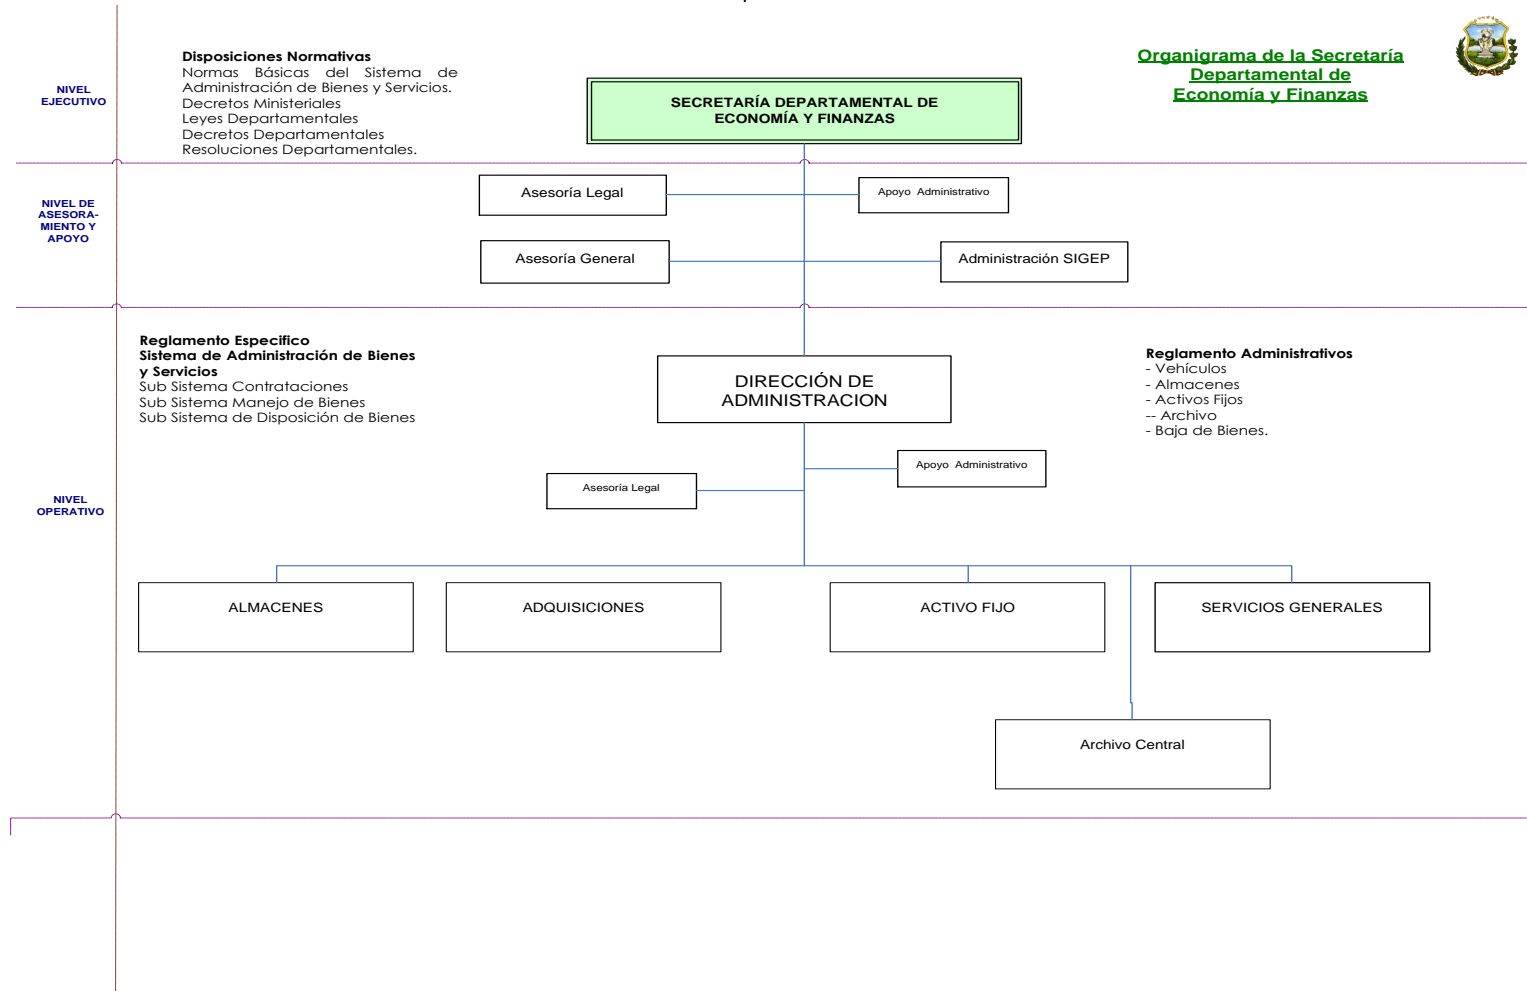 Disposiciones Normativas
Normas Básicas del Sistema de
Administración de Bienes y Servicios.
Decretos Ministeriales
Leyes Departamentales
Decretos Departamentales
Resoluciones Departamentales.
Organigrama de la Secretaría
Departamental de
Economía y Finanzas
NIVEL
EJECUTIVO
SECRETARÍA DEPARTAMENTAL DE
ECONOMÍA Y FINANZAS
NIVEL DE
ASESORA-
MIENTO Y
APOYO
Asesoría Legal
Apoyo Administrativo
Asesoría General
Administración SIGEP
Reglamento Especifico
Sistema de Administración de Bienes
y Servicios
Sub Sistema Contrataciones
Sub Sistema Manejo de Bienes
Sub Sistema de Disposición de Bienes
DIRECCIÓN DE
ADMINISTRACION
Reglamento Administrativos
- Vehículos
- Almacenes
- Activos Fijos
-- Archivo
- Baja de Bienes.
NIVEL
OPERATIVO
Apoyo Administrativo
Asesoría Legal
ALMACENES
ADQUISICIONES
ACTIVO FIJO
SERVICIOS GENERALES
Archivo Central